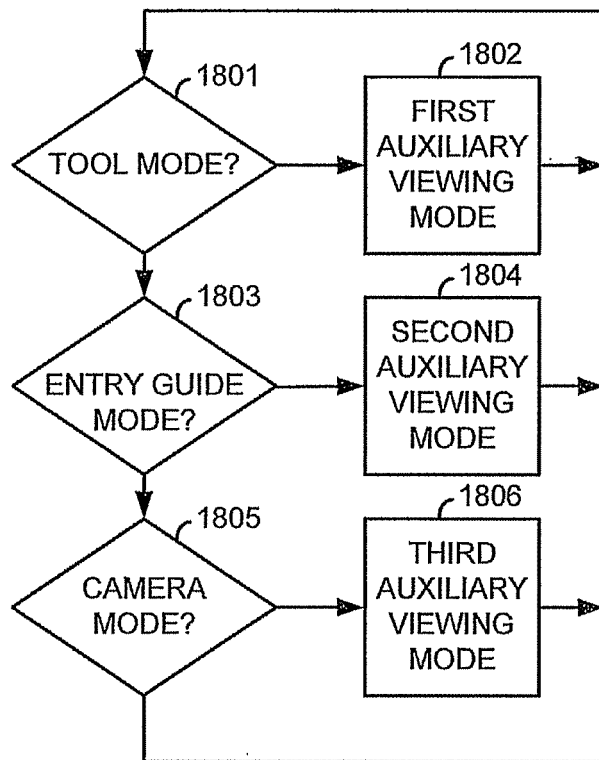 1801
TOOL MODE?
1802
FIRST
AUXILIARY
VIEWING
MODE
1803
ENTRY GUIDE
MODE?
1804
SECOND
AUXILIARY
VIEWING
MODE
1805
CAMERA
MODE?
1806
THIRD
AUXILIARY
VIEWING
MODE